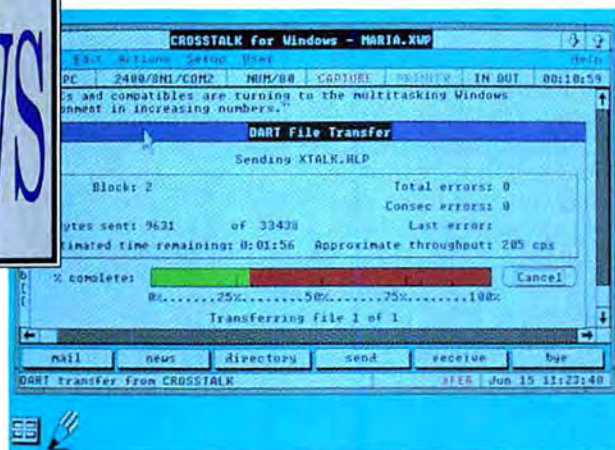 WS
CROSSTALK for Windows - MARIA.XWP
Edit Actions Setup User Help
PC 2400/8N1/COM2 NUM/80 CAPTURE PRINTER IN OUT 00:10:59
Cs and compatibles are turning to the multitasking Windows
onment in increasing numbers."
DART File Transfer
Sending XTALK.HLP
Block: 2 Total errors: 0
Consec errors: 0
ytes sent: 9631 of 33438 Last error:
timated time remaining: 0:01:56 Approximate throughput: 205 cps
% complete: Cancel
0%.......25%.......50%.......75%.......100%
Transferring file 1 of 1
mail news directory send receive bye
DART transfer from CROSSTALK XFER Jun 15 11:23:40